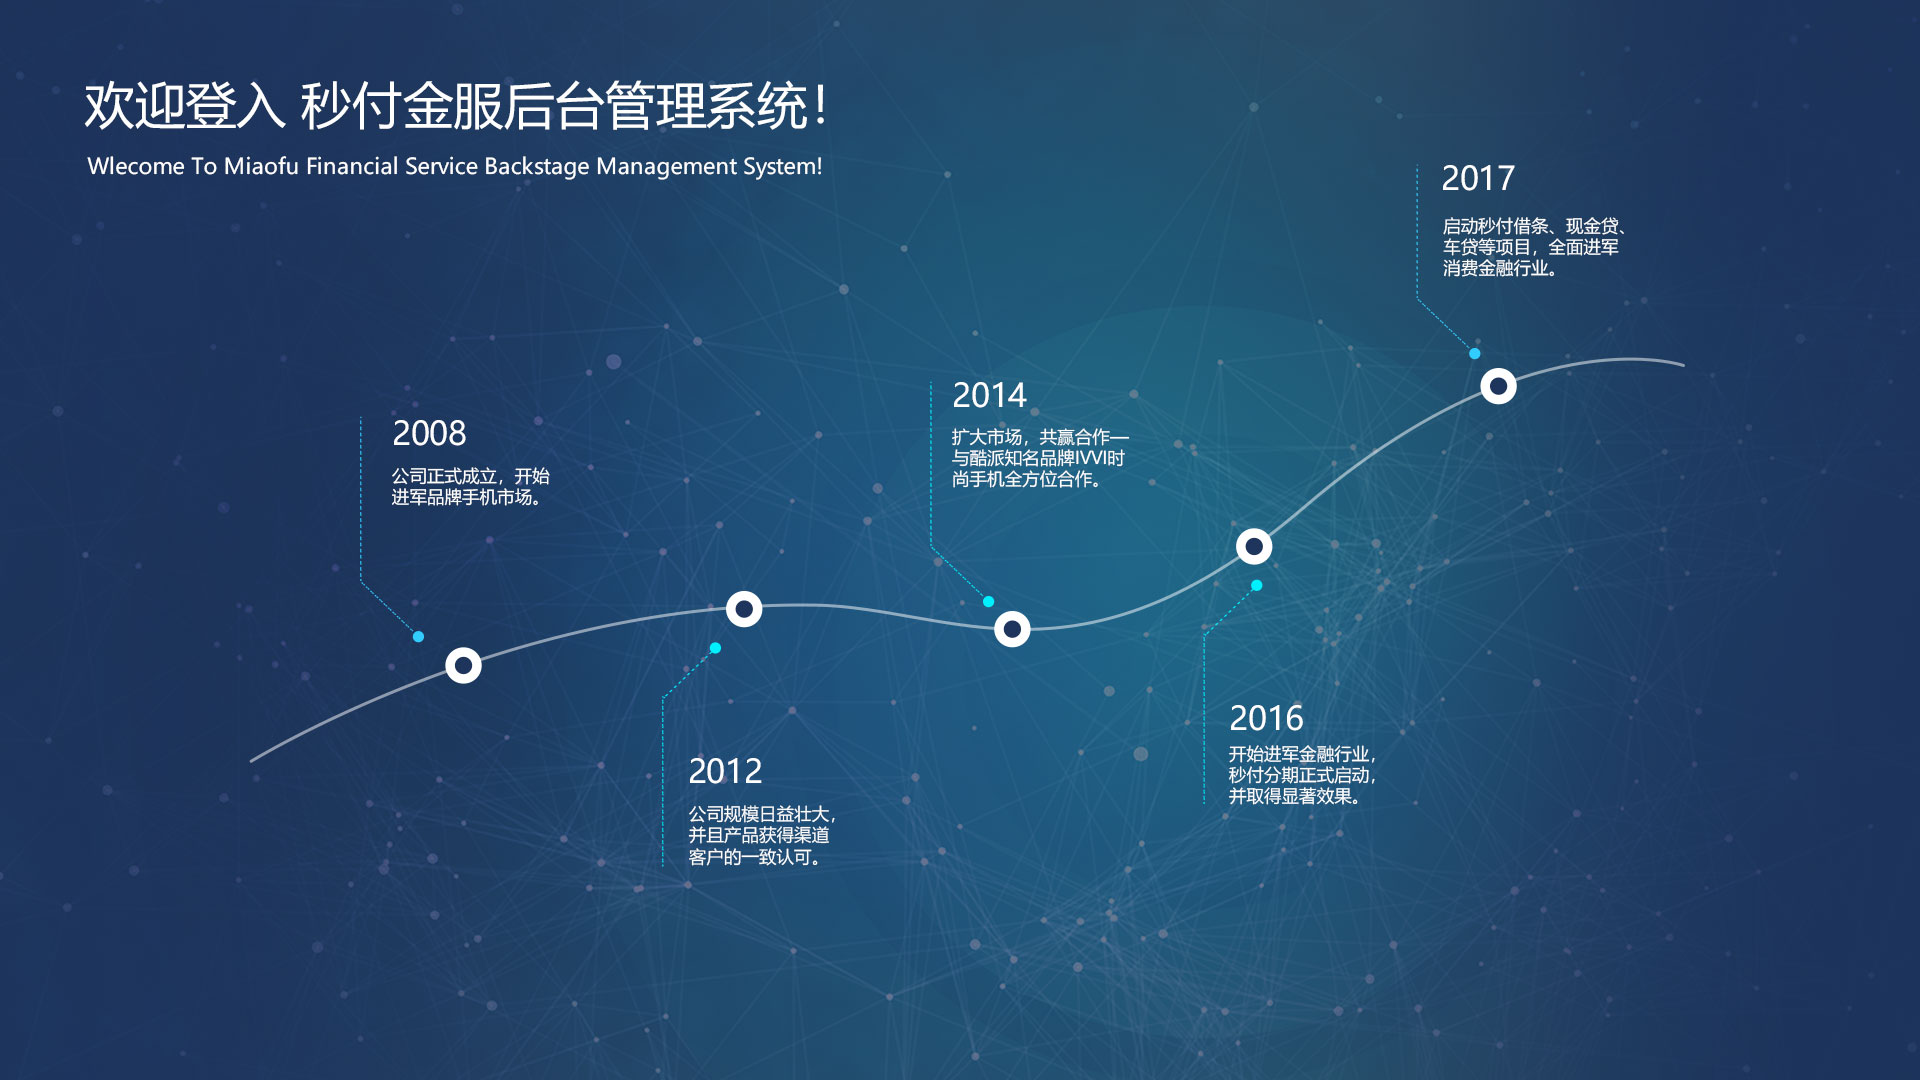 欢迎登入 秒付金服后台管理系统！
Wlecome To Miaofu Financial Service Backstage Management System!
2008
公司正式成立，开始
进军品牌手机市场。
2012
公司规模日益壮大，
并且产品获得渠道
客户的一致认可。
2014
扩大市场，共赢合作—
与酷派知名品牌IVVI时
尚手机全方位合作。
2016
开始进军金融行业，
秒付分期正式启动，
并取得显著效果。
2017
启动秒付借条、现金贷、
车贷等项目，全面进军
消费金融行业。